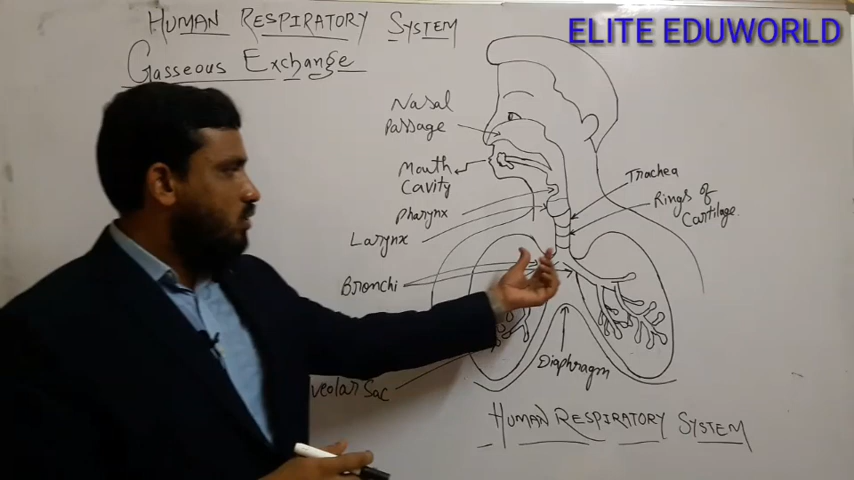 HUMAN RESPIRATORY SYSTEM
ELITE EDUWORLD
Gasseous Exchange
Nasal
Passage
Mouth
Cavity
Pharynx
Larynx
Bronchi
Trachea
Rings of
Cartilage.
Diaphragm
veolar Sac
HUMAN RESPIRATORY SYSTEM